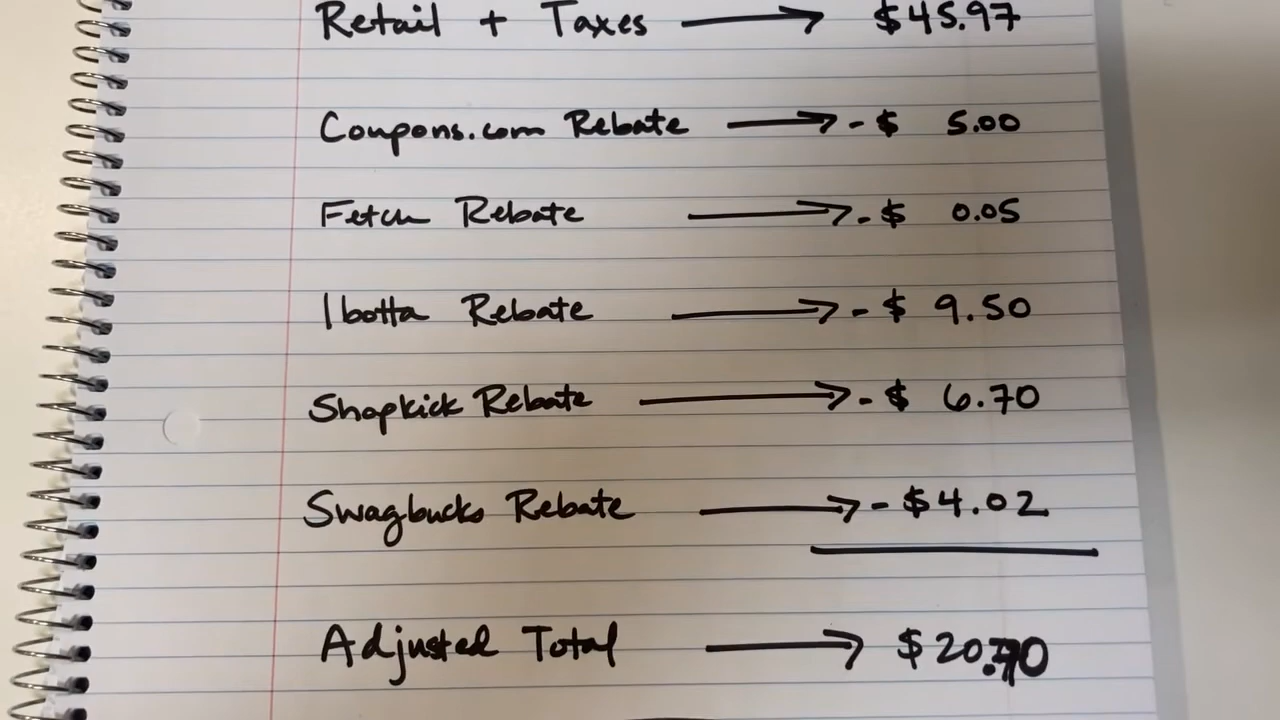 Retail + Taxes → $45.97
Coupons.com Rebate → - $ 5.00
Fetch Rebate → - $ 0.05
Ibotta Rebate → - $ 9.50
Shopkick Rebate → - $ 6.70
Swagbucks Rebate → - $4.02
Adjusted Total → $20.70